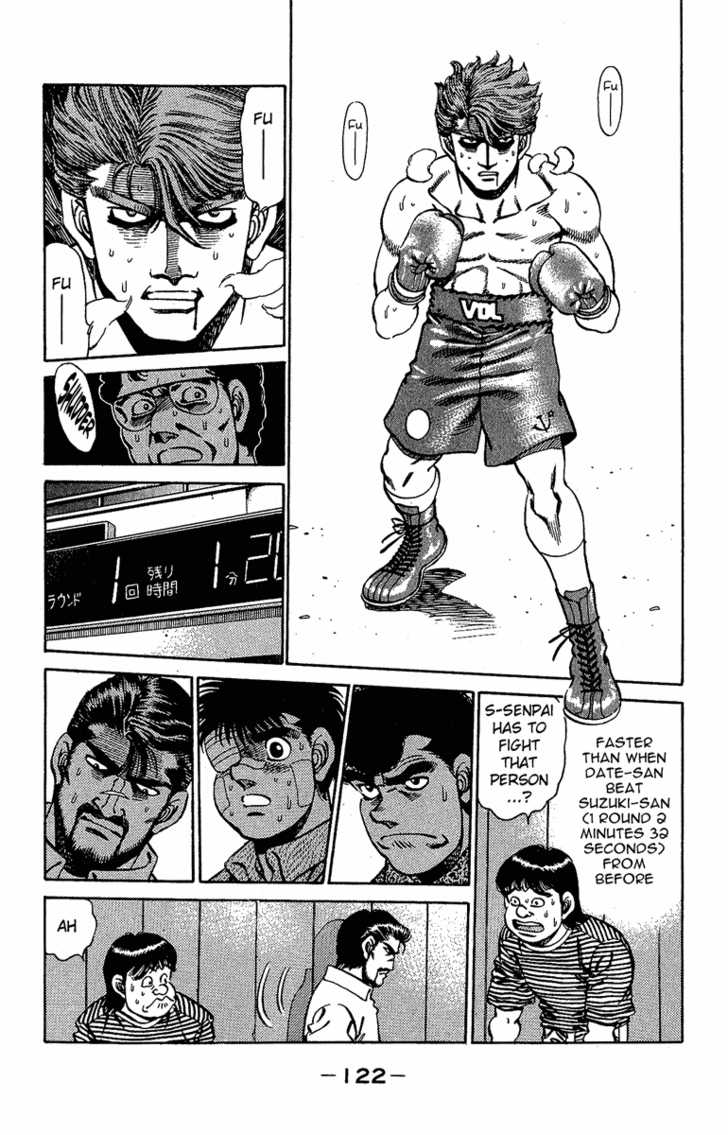 Fu
Fu
VDL
FU
FU
SHUDDER
ラウンド
1
回
残り
時間
1
分
20
FASTER
THAN WHEN
DATE-SAN
BEAT
SUZUKI-SAN
(1 ROUND 2
MINUTES 32
SECONDS)
FROM
BEFORE
S-SENPAI
HAS TO
FIGHT
THAT
PERSON
...?
AH
-122-